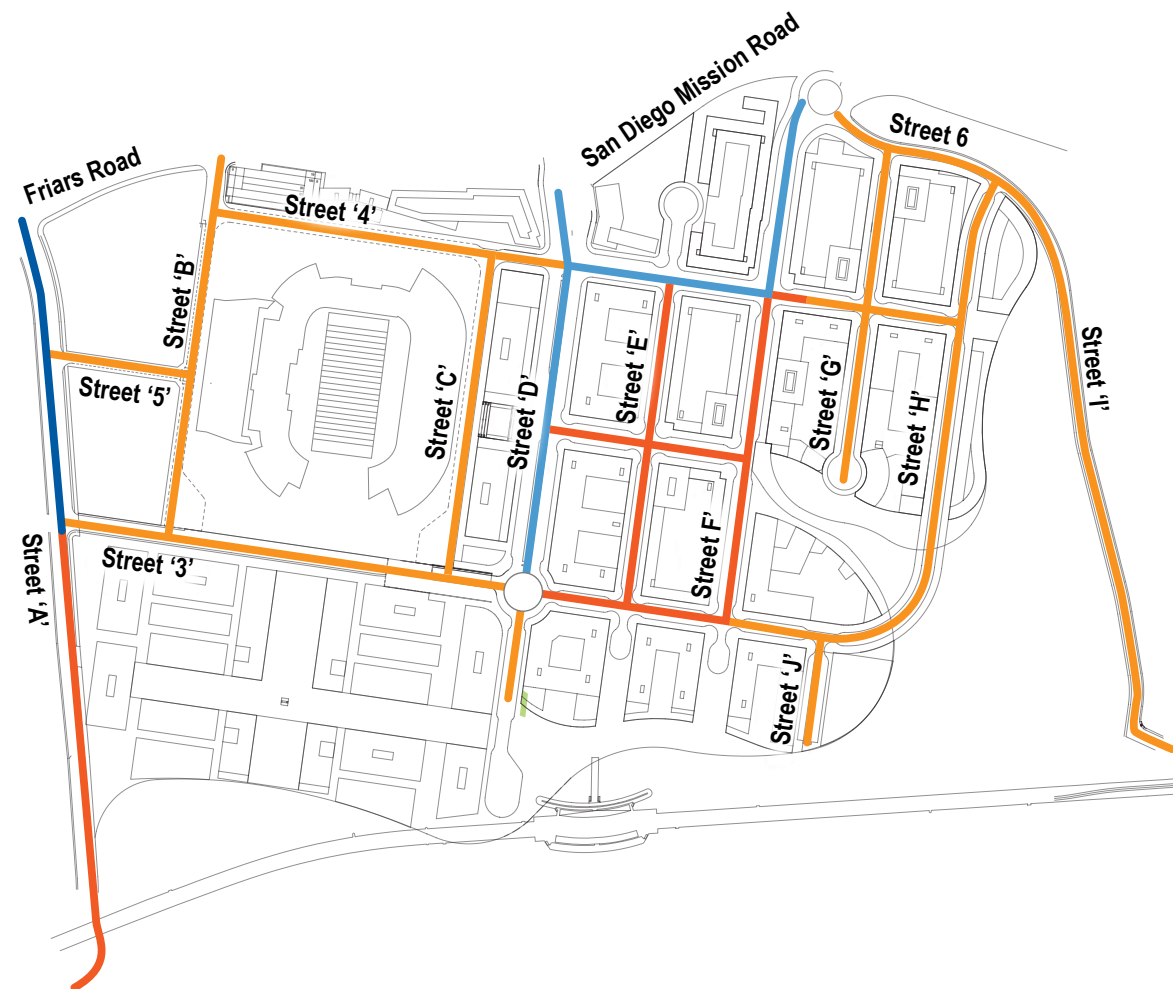 San Diego Mission Road
Street 6
Friars Road
Street ‘4’
Street ‘B’
Street ‘5’
Street ‘C’
Street ‘D’
Street ‘E’
Street ‘G’
Street ‘H’
Street ‘I’
Street F’
Street ‘A’
Street ‘3’
Street ‘J’